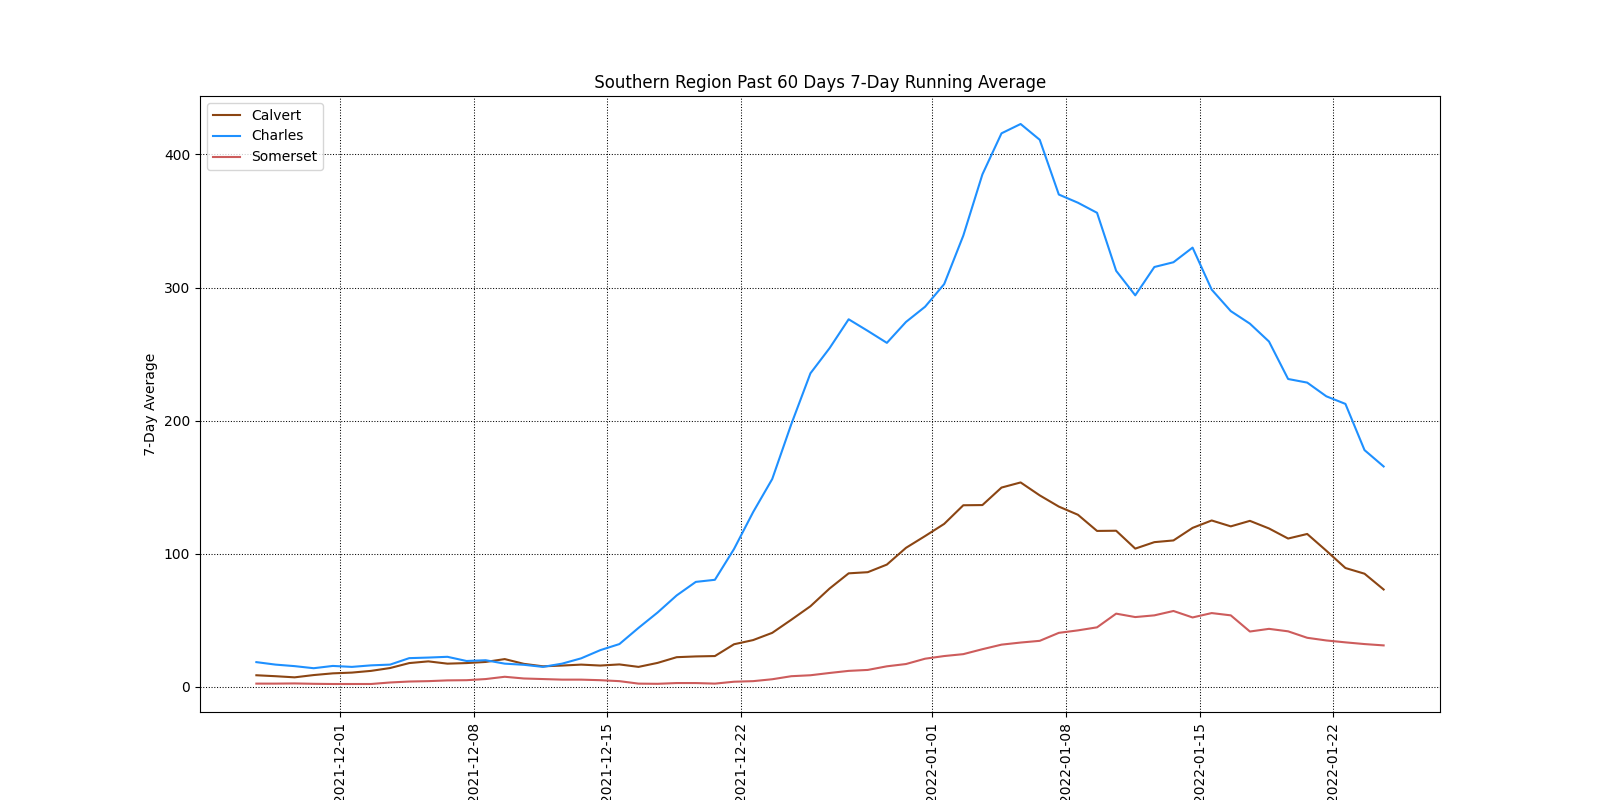 Southern Region Past 60 Days 7-Day Running Average
Calvert
Charles
Somerset
7-Day Average
400
300
200
100
0
2021-12-01
2021-12-08
2021-12-15
2021-12-22
2022-01-01
2022-01-08
2022-01-15
2022-01-22